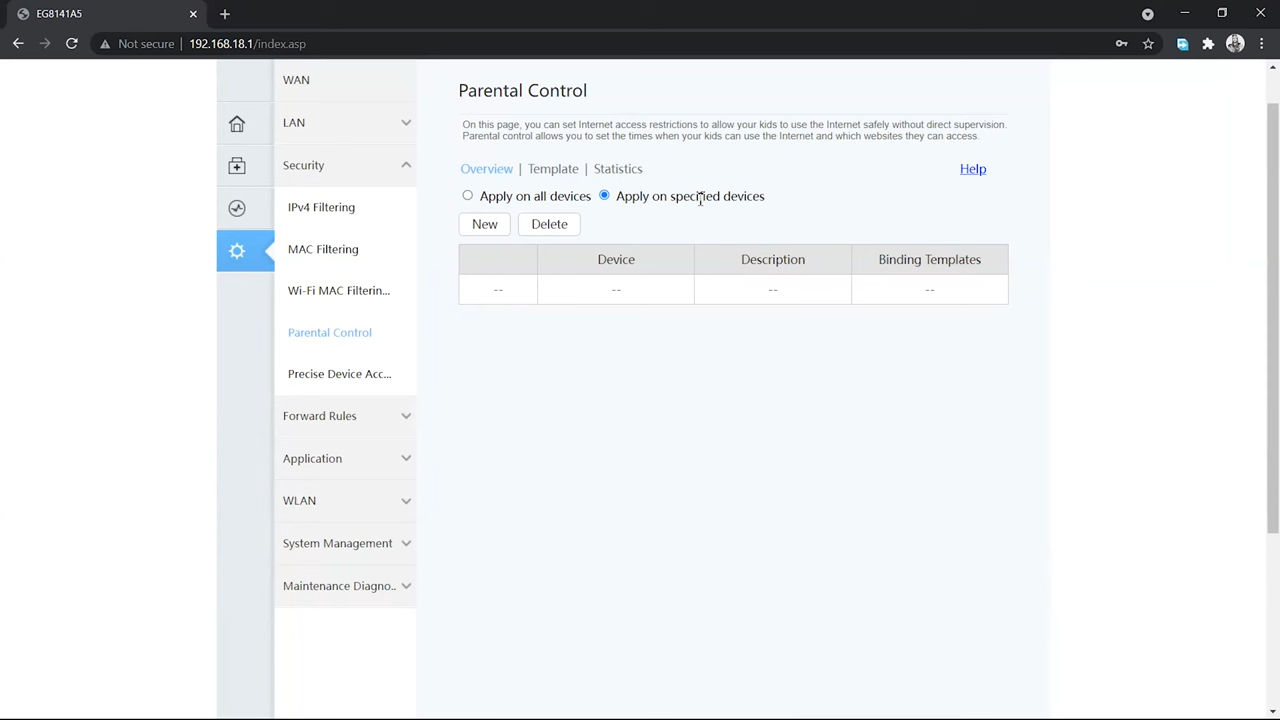 EG8141A5
Not secure | 192.168.18.1/index.asp
WAN
LAN
Security
IPv4 Filtering
MAC Filtering
Wi-Fi MAC Filterin...
Parental Control
Precise Device Acc...
Forward Rules
Application
WLAN
System Management
Maintenance Diagno..
Parental Control
On this page, you can set Internet access restrictions to allow your kids to use the Internet safely without direct supervision.
Parental control allows you to set the times when your kids can use the Internet and which websites they can access.
Overview | Template | Statistics
Help
Apply on all devices Apply on specified devices
New Delete
Device Description Binding Templates
-- -- -- --